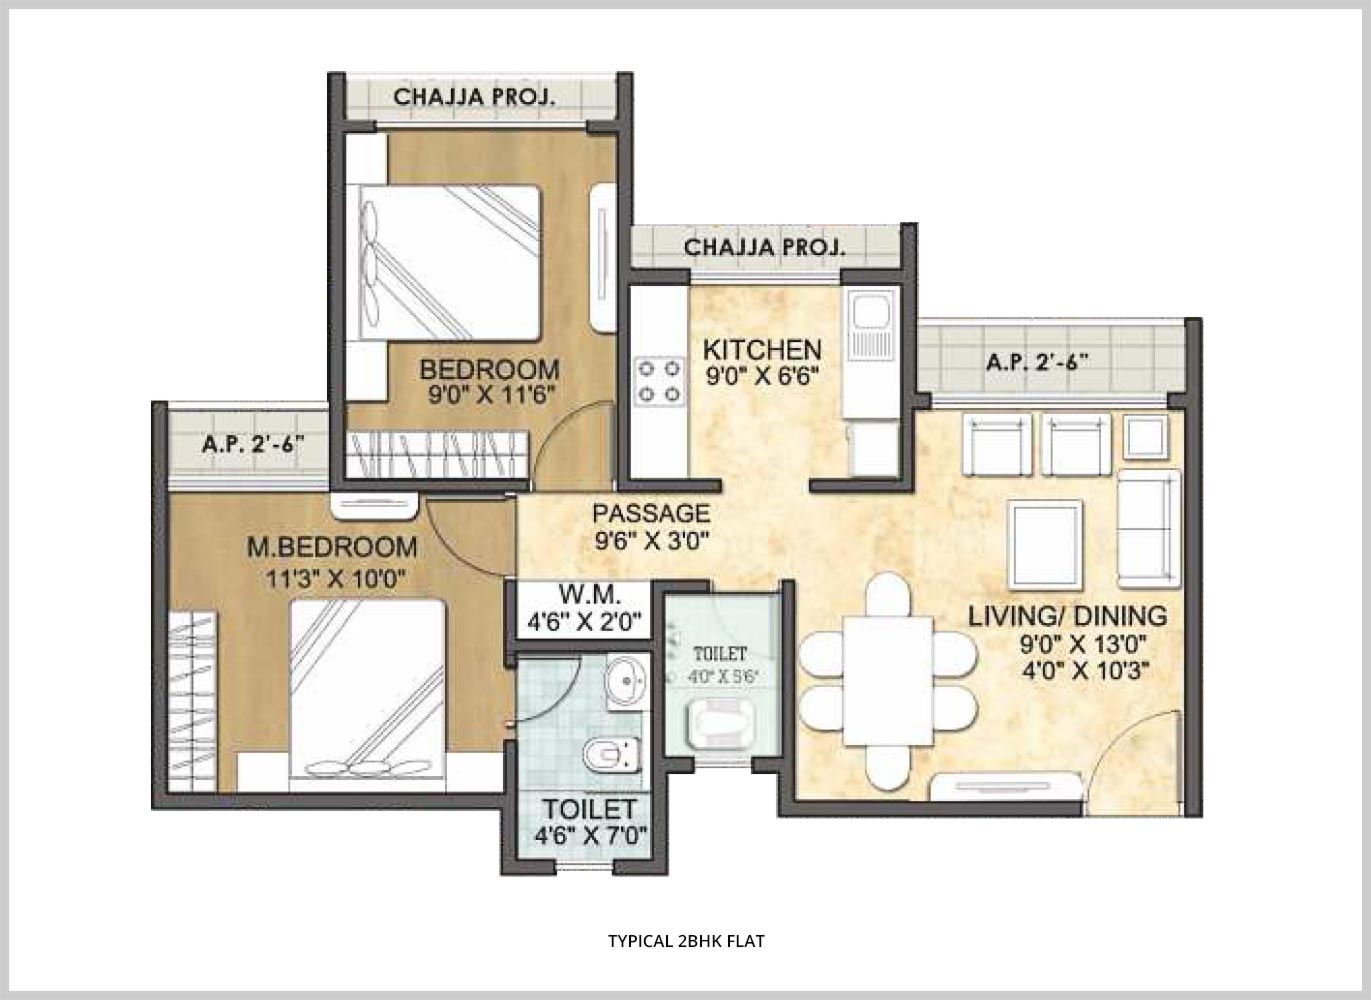 CHAJJA PROJ.
CHAJJA PROJ.
KITCHEN
9'0" X 6'6"
A.P. 2'-6"
BEDROOM
9'0" X 11'6"
A.P. 2'-6"
PASSAGE
9'6" X 3'0"
M.BEDROOM
11'3" X 10'0"
W.M.
4'6" X 2'0"
LIVING/ DINING
9'0" X 13'0"
4'0" X 10'3"
TOILET
4'0" X 5'6"
TOILET
4'6" X 7'0"
TYPICAL 2BHK FLAT